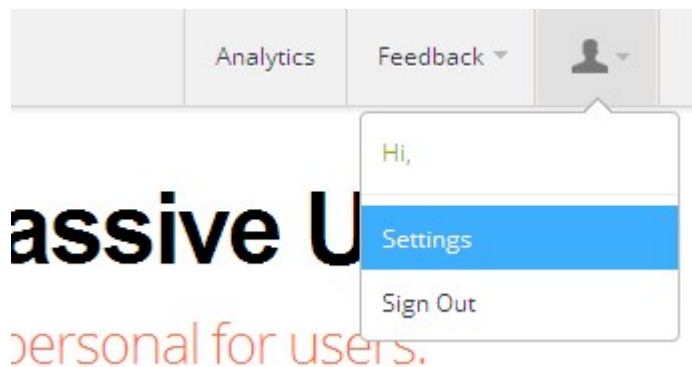 Analytics Feedback
Hi,
Settings
Sign Out
assive U
personal for users.